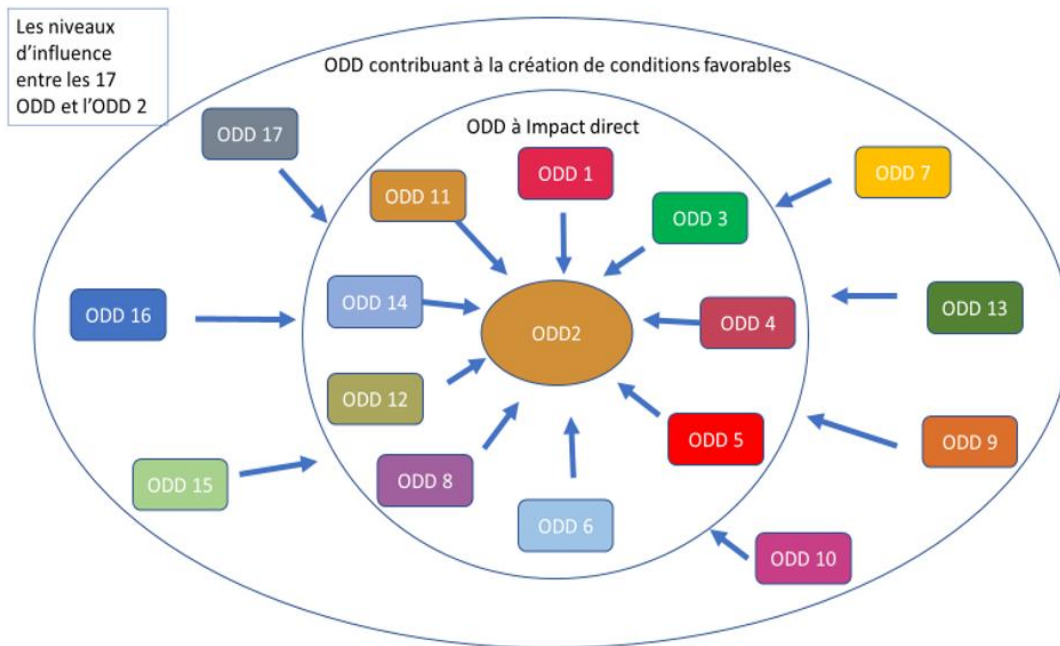 Les niveaux
d'influence
entre les 17
ODD et l'ODD 2
ODD contribuant à la création de conditions favorables
ODD à Impact direct
ODD 17
ODD 1
ODD 7
ODD 11
ODD 3
ODD 16
ODD 14
ODD 4
ODD 13
ODD2
ODD 12
ODD 5
ODD 9
ODD 15
ODD 8
ODD 6
ODD 10